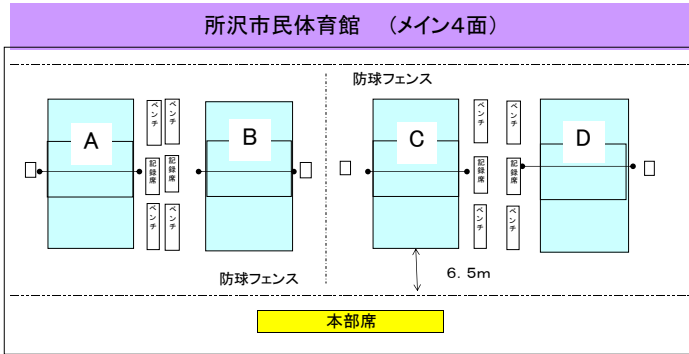 所沢市民体育館　（メイン４面）
防球フェンス
ベンチ
ベンチ
ベンチ
ベンチ
A
B
C
D
記録席
記録席
記録席
記録席
ベンチ
ベンチ
ベンチ
ベンチ
防球フェンス
６．５ｍ
本部席